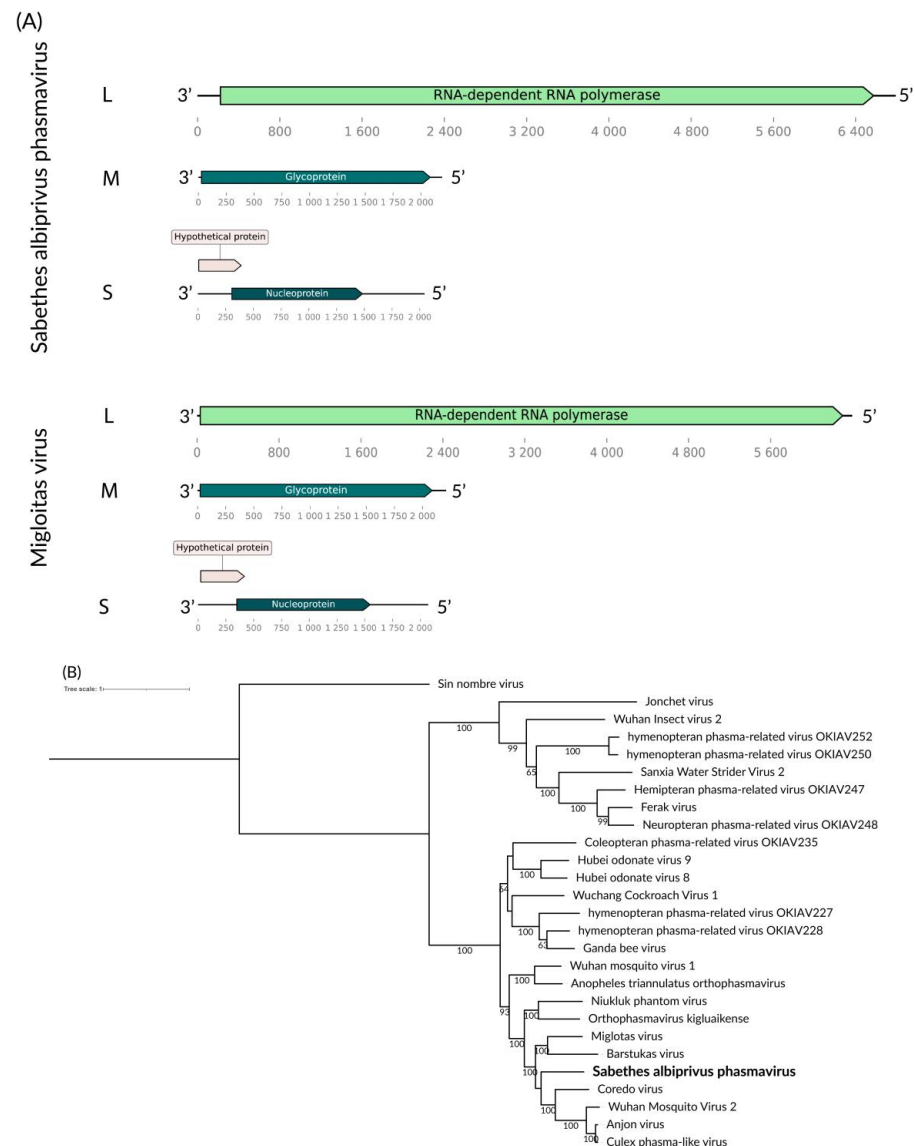 (A)
Sabethes albiprivus phasmavirus
L
3’
RNA-dependent RNA polymerase
5’
0 800 1 600 2 400 3 200 4 000 4 800 5 600 6 400
M
3’
Glycoprotein
5’
0 250 500 750 1 000 1 250 1 500 1 750 2 000
Hypothetical protein
S
3’
Nucleoprotein
5’
0 250 500 750 1 000 1 250 1 500 1 750 2 000
Migloitas virus
L
3’
RNA-dependent RNA polymerase
5’
0 800 1 600 2 400 3 200 4 000 4 800 5 600
M
3’
Glycoprotein
5’
0 250 500 750 1 000 1 250 1 500 1 750 2 000
Hypothetical protein
S
3’
Nucleoprotein
5’
0 250 500 750 1 000 1 250 1 500 1 750 2 000
(B)
Tree scale: 1
Sin nombre virus
Jonchet virus
100
Wuhan Insect virus 2
hymenopteran phasma-related virus OKIAV252
99
100
hymenopteran phasma-related virus OKIAV250
65
Sanxia Water Strider Virus 2
100
Hemipteran phasma-related virus OKIAV247
100
Ferak virus
99
Neuropteran phasma-related virus OKIAV248
Coleopteran phasma-related virus OKIAV235
Hubei odonate virus 9
100
Hubei odonate virus 8
64
Wuchang Cockroach Virus 1
hymenopteran phasma-related virus OKIAV227
100
hymenopteran phasma-related virus OKIAV228
63
Ganda bee virus
100
Wuhan mosquito virus 1
100
Anopheles triannulatus orthophasmavirus
Niukluk phantom virus
93
100
Orthophasmavirus kigluaikense
Miglotas virus
100
100
Barstukas virus
100
Sabethes albiprivus phasmavirus
Coredo virus
100
Wuhan Mosquito Virus 2
100
Anjon virus
100
Culex phasma-like virus